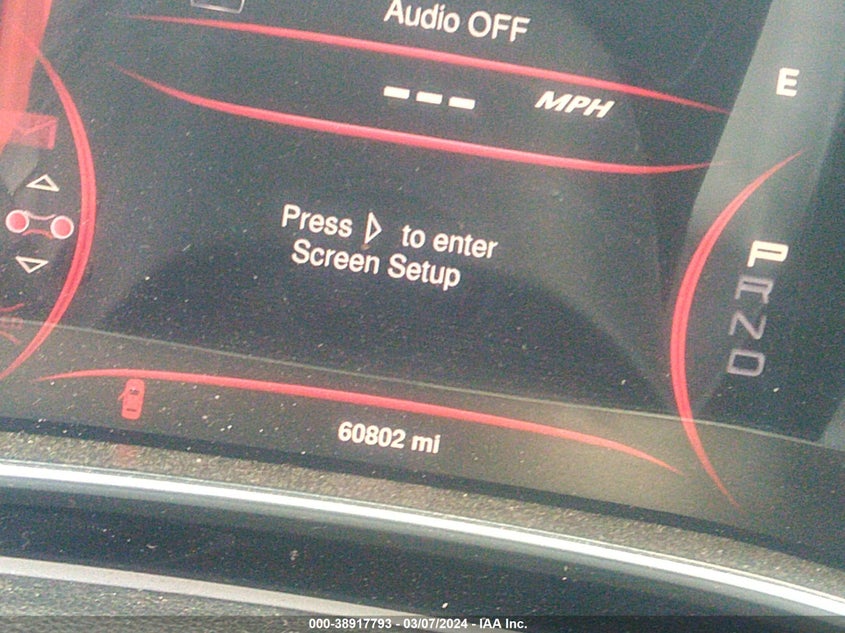 Audio OFF
--- MPH
E
Press ▷ to enter
Screen Setup
P
R
N
D
60802 mi
000-38917793 - 03/07/2024 - IAA Inc.